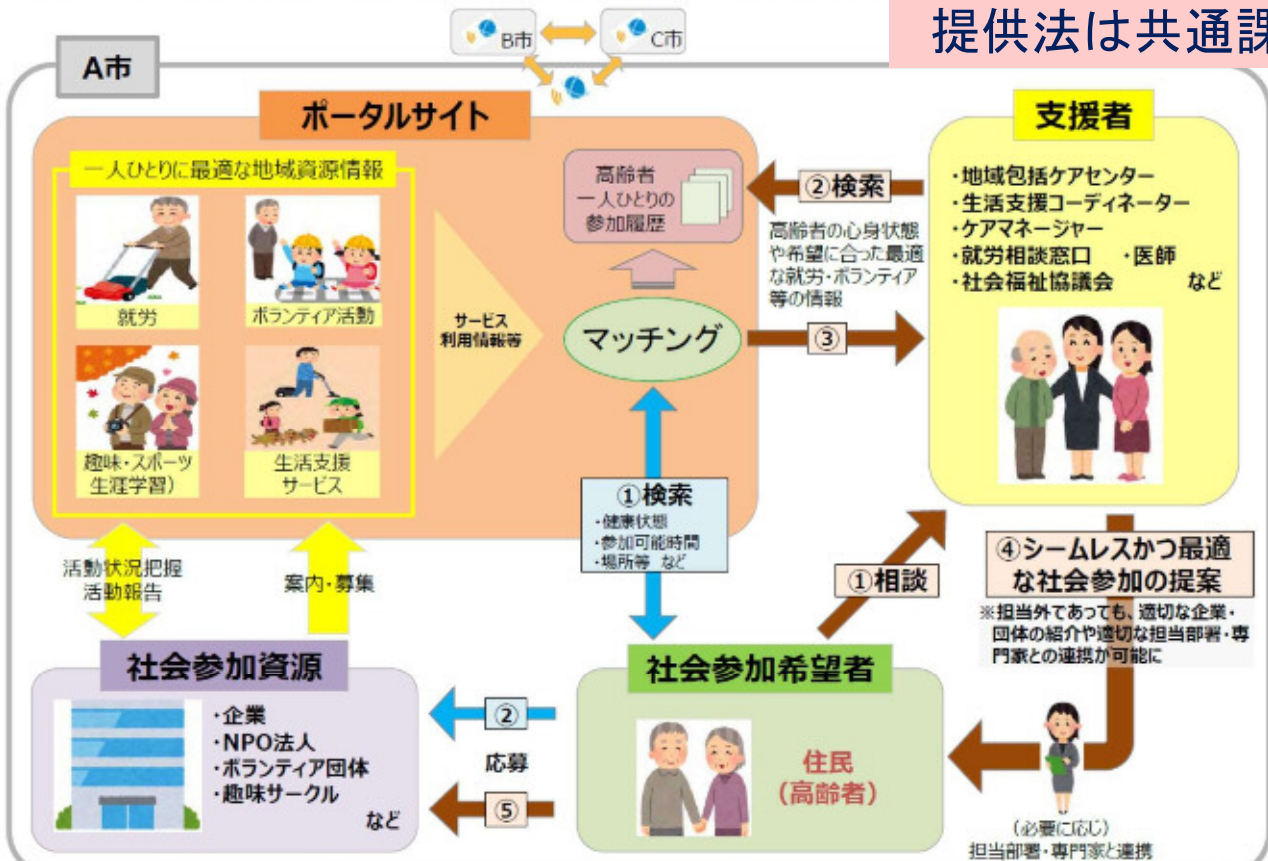 提供法は共通課
B市
C市
A市
ポータルサイト
一人ひとりに最適な地域資源情報
就労
ボランティア活動
趣味・スポーツ
生涯学習）
生活支援
サービス
サービス
利用情報等
高齢者
一人ひとりの
参加履歴
マッチング
②検索
高齢者の心身状態
や希望に合った最適
な就労・ボランティア
等の情報
③
支援者
・地域包括ケアセンター
・生活支援コーディネーター
・ケアマネージャー
・就労相談窓口 ・医師
・社会福祉協議会 など
①検索
・健康状態
・参加可能時間
・場所等 など
①相談
④シームレスかつ最適
な社会参加の提案
※担当外であっても、適切な企業・
団体の紹介や適切な担当部署・専
門家との連携が可能に
活動状況把握
活動報告
案内・募集
社会参加資源
・企業
・NPO法人
・ボランティア団体
・趣味サークル
など
②
応募
⑤
社会参加希望者
住民
（高齢者）
（必要に応じ）
担当部署・専門家と連携